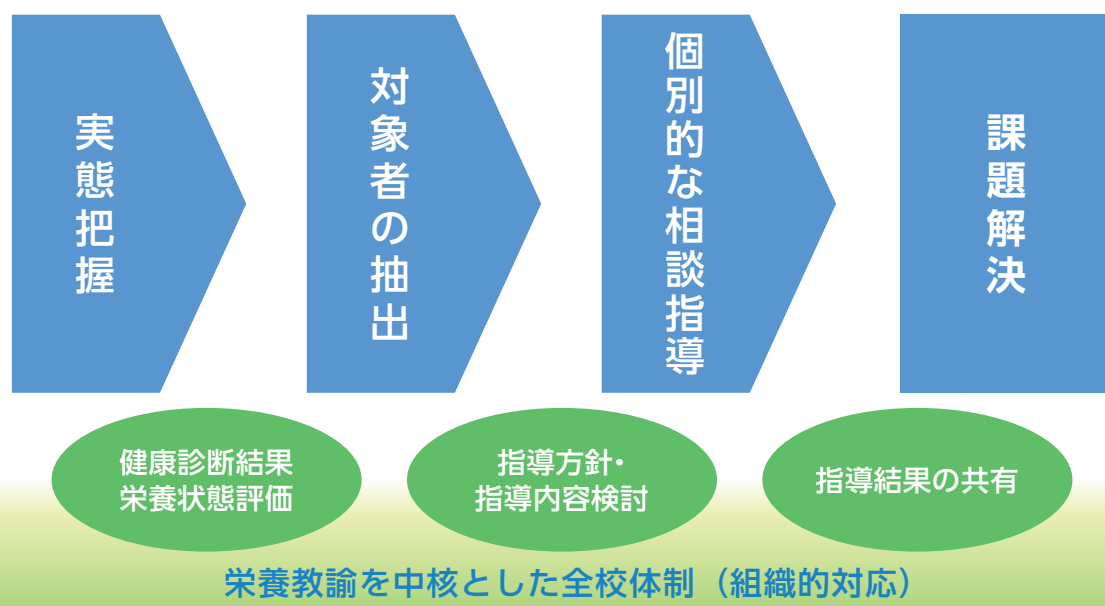 実態把握
対象者の抽出
個別的な相談指導
課題解決
健康診断結果
栄養状態評価
指導方針・
指導内容検討
指導結果の共有
栄養教諭を中核とした全校体制（組織的対応）